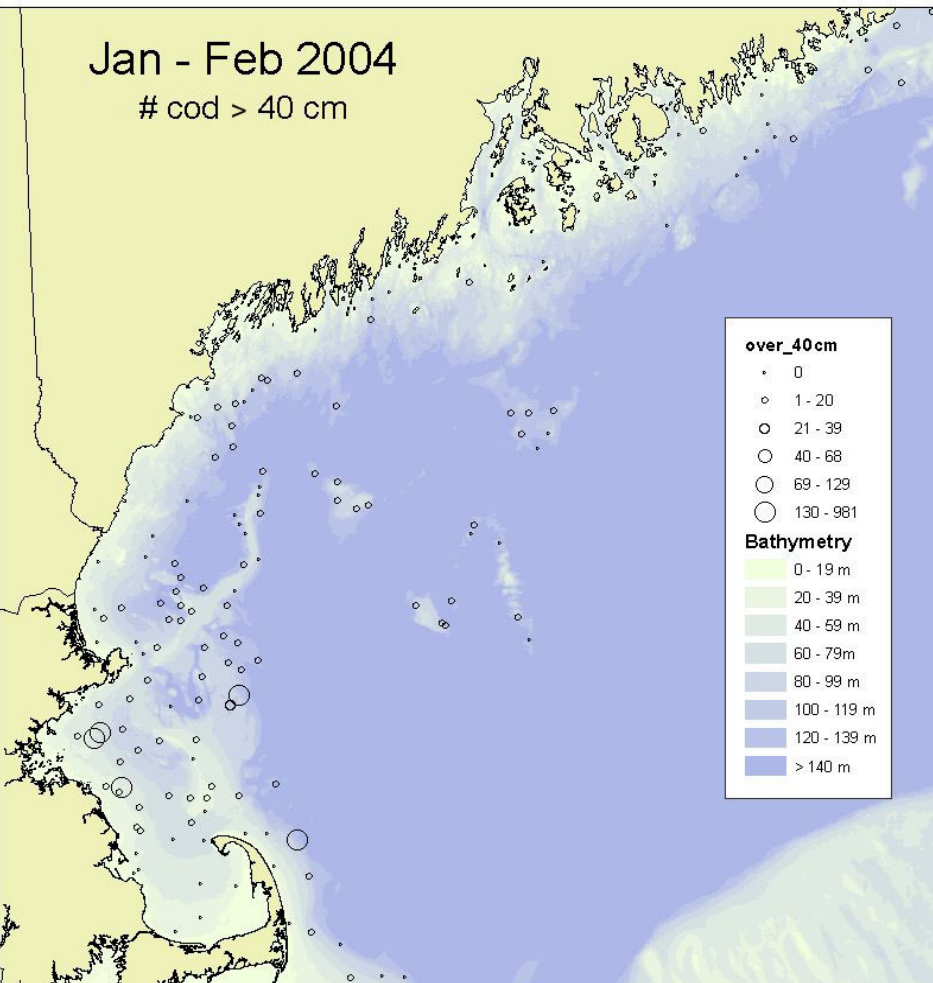 Jan - Feb 2004
# cod > 40 cm
over_40cm
0
1 - 20
21 - 39
40 - 68
69 - 129
130 - 981
Bathymetry
0 - 19 m
20 - 39 m
40 - 59 m
60 - 79m
80 - 99 m
100 - 119 m
120 - 139 m
> 140 m